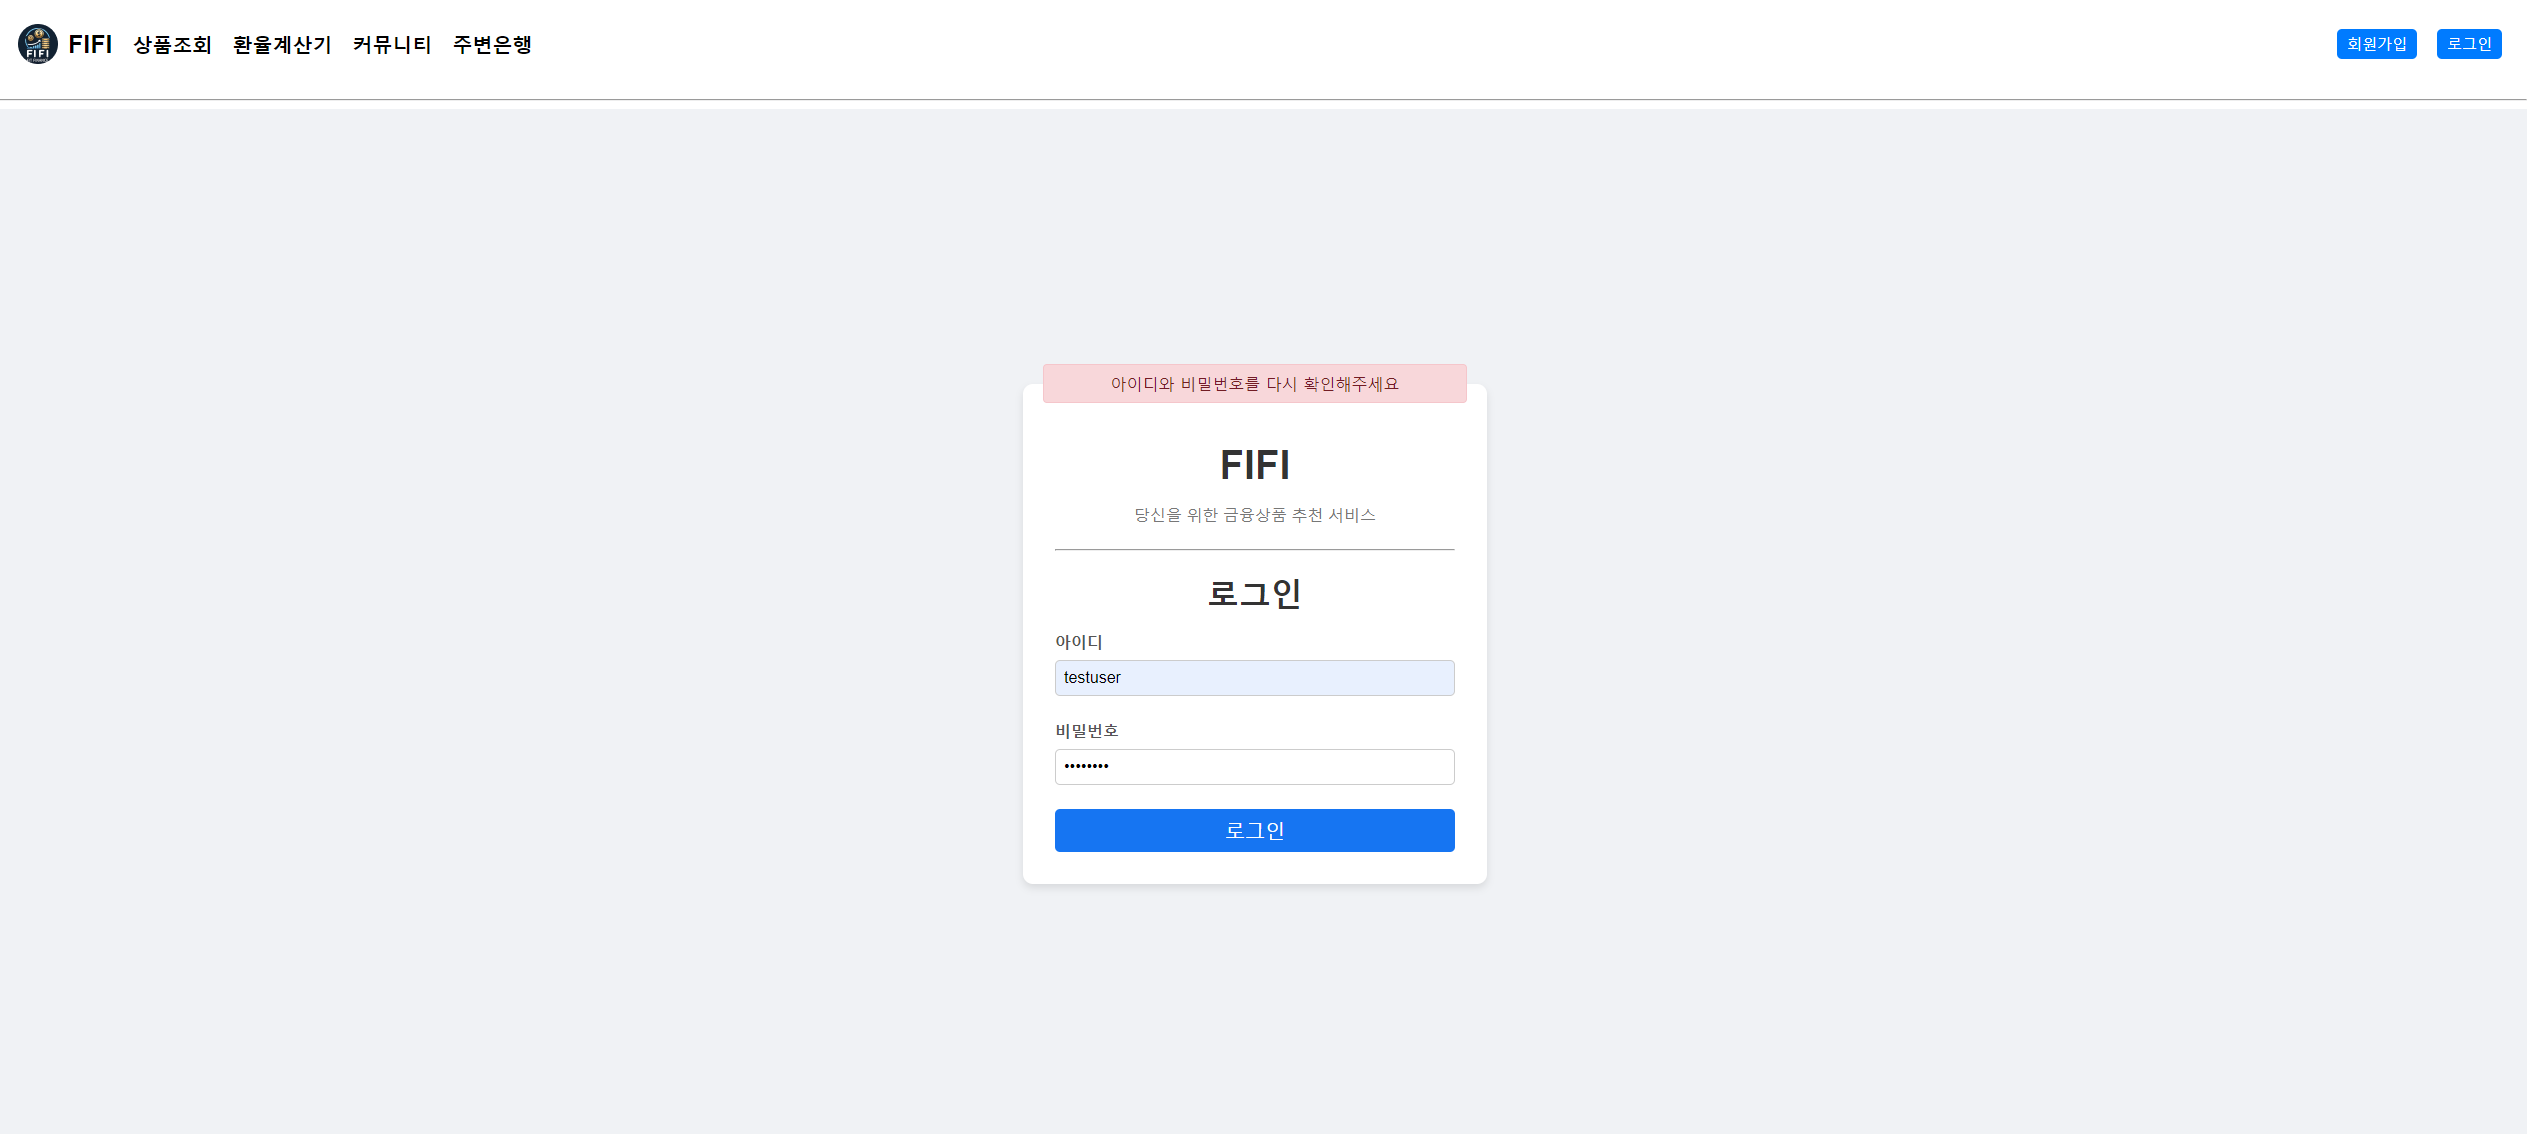 FIFI
FIFI 상품조회 환율계산기 커뮤니티 주변은행 회원가입 로그인
아이디와 비밀번호를 다시 확인해주세요
FIFI
당신을 위한 금융상품 추천 서비스
로그인
아이디
testuser
비밀번호
••••••••
로그인